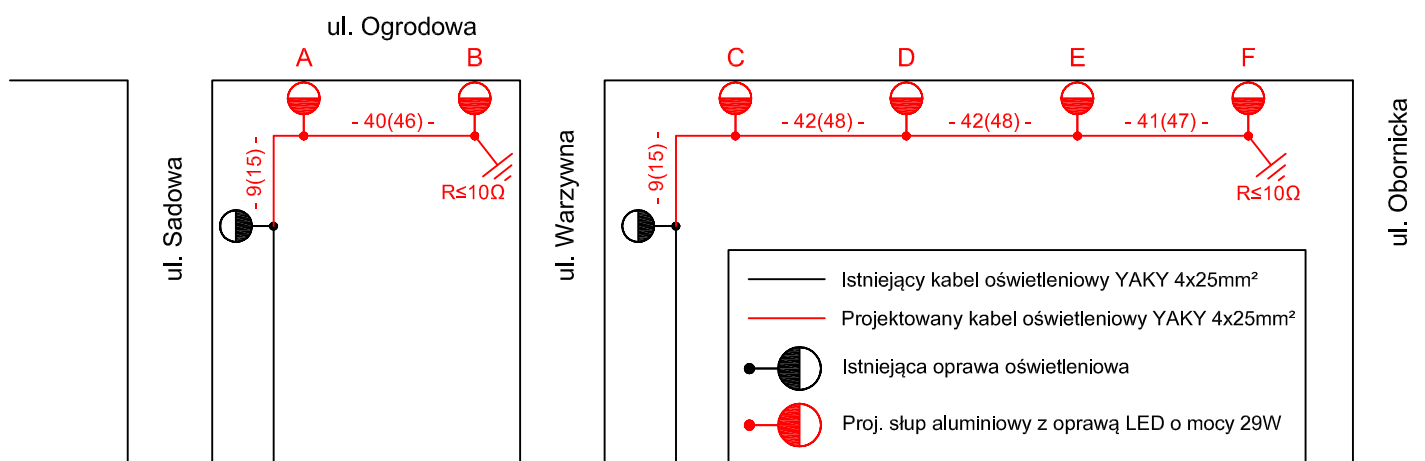 ul. Ogrodowa
A
B
C
D
E
F
- 40(46) -
- 42(48) -
- 42(48) -
- 41(47) -
- 9(15) -
- 9(15) -
R≤10Ω
R≤10Ω
ul. Sadowa
ul. Warzywna
ul. Obornicka
Istniejący kabel oświetleniowy YAKY 4x25mm²
Projektowany kabel oświetleniowy YAKY 4x25mm²
Istniejąca oprawa oświetleniowa
Proj. słup aluminiowy z oprawą LED o mocy 29W